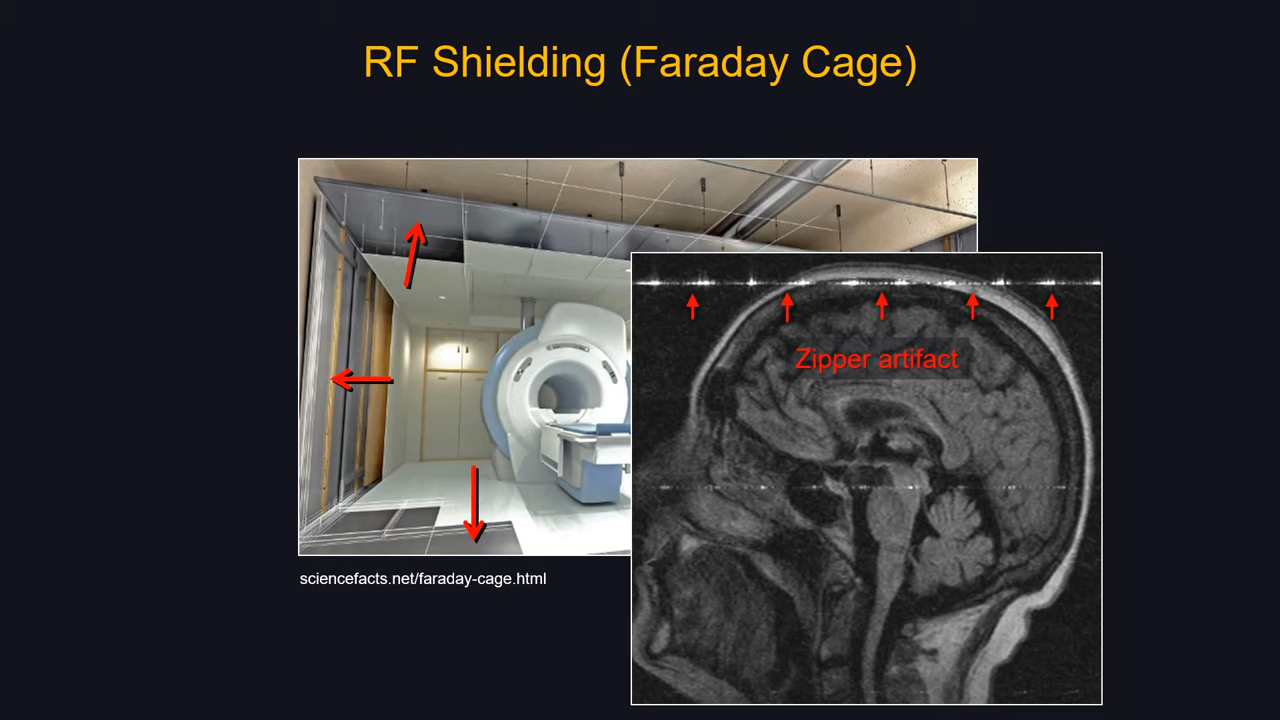 RF Shielding (Faraday Cage)
Zipper artifact
sciencefacts.net/faraday-cage.html